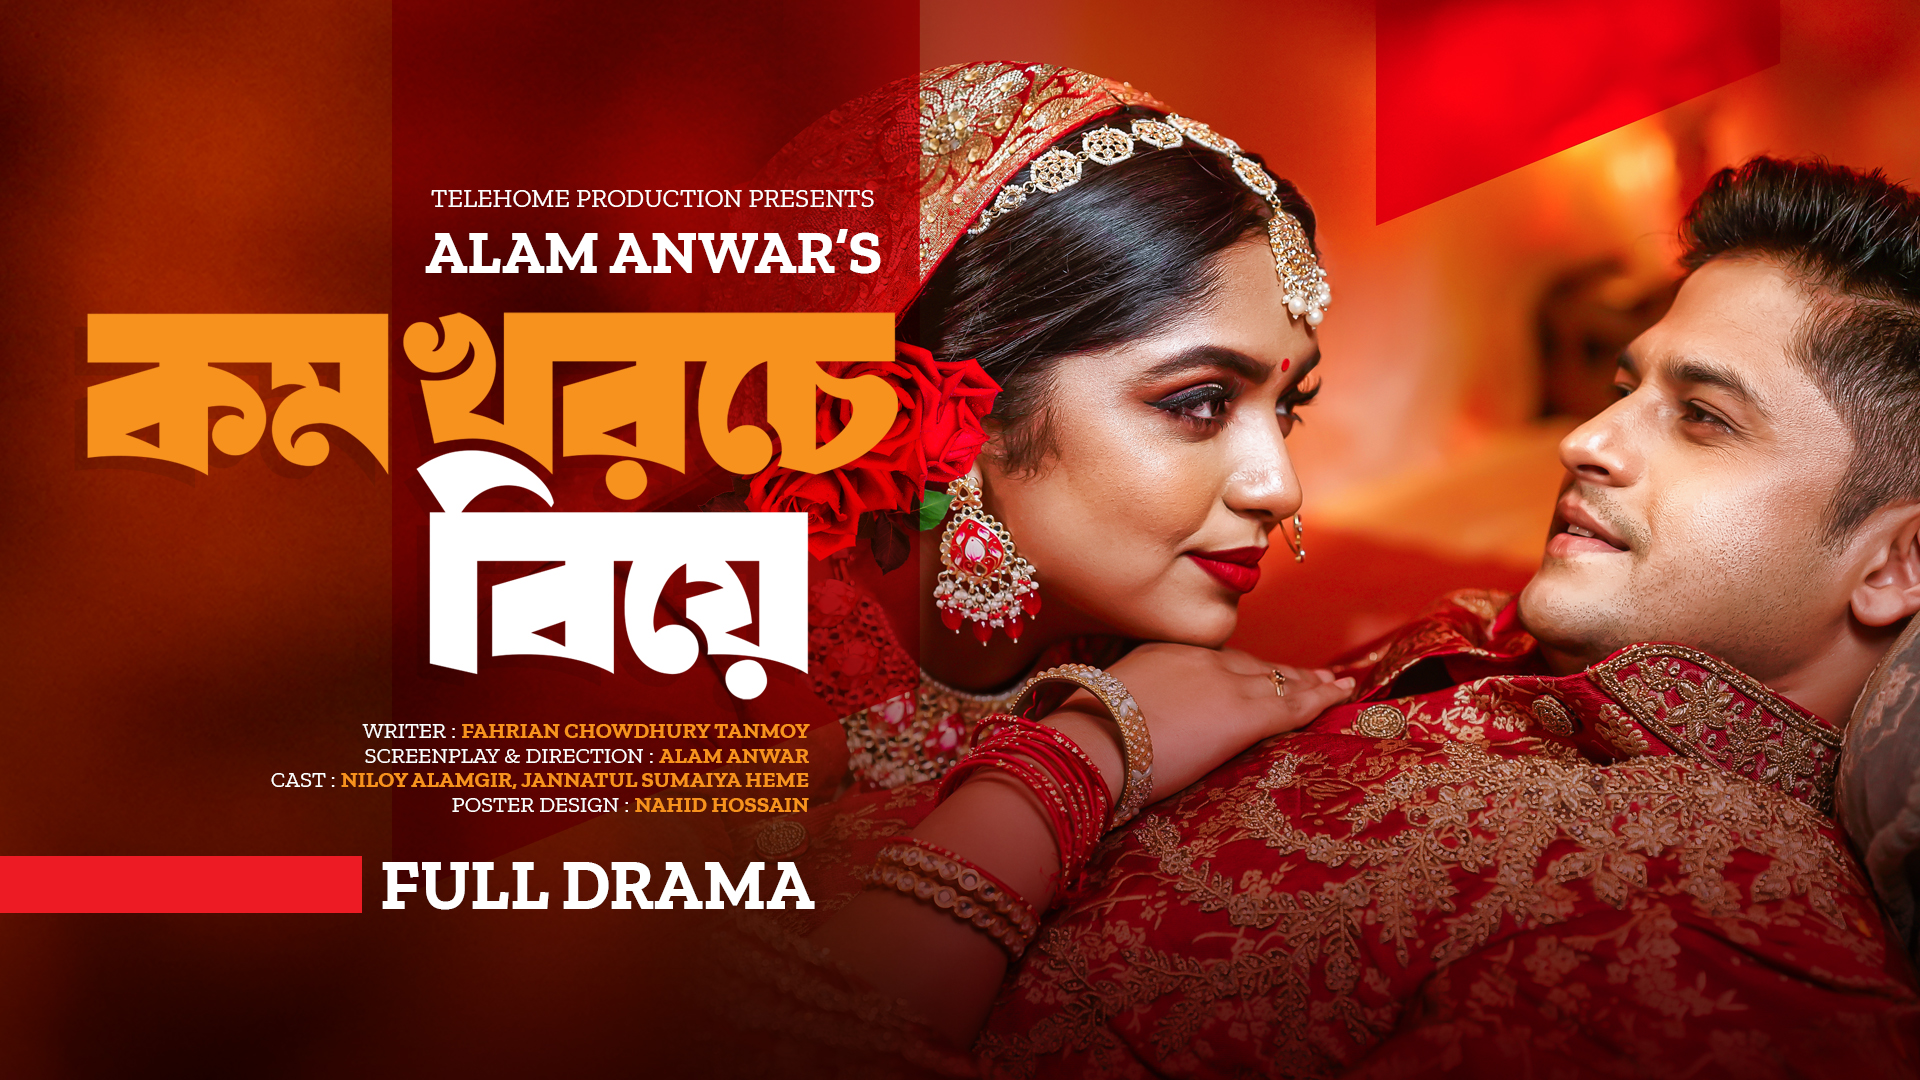 TELEHOME PRODUCTION PRESENTS
ALAM ANWAR'S
কম খরচে
বিয়ে
WRITER : FAHRIAN CHOWDHURY TANMOY
SCREENPLAY & DIRECTION : ALAM ANWAR
CAST : NILOY ALAMGIR, JANNATUL SUMAIYA HEME
POSTER DESIGN : NAHID HOSSAIN
FULL DRAMA